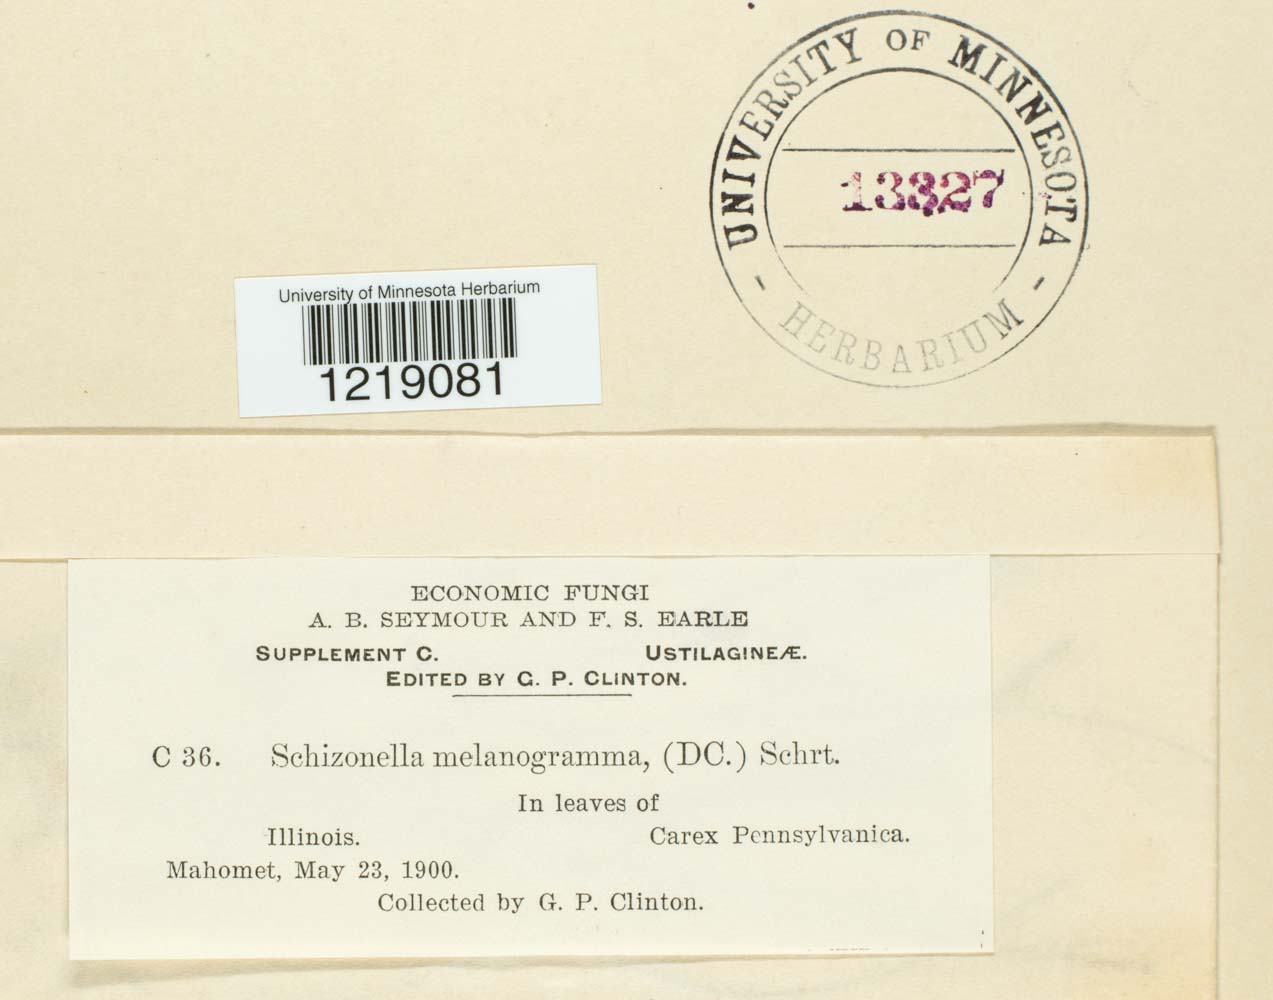 UNIVERSITY OF MINNESOTA
- HERBARIUM -
13327
University of Minnesota Herbarium
1219081
ECONOMIC FUNGI
A. B. SEYMOUR AND F. S. EARLE
SUPPLEMENT C. USTILAGINEÆ.
EDITED BY G. P. CLINTON.
C 36. Schizonella melanogramma, (DC.) Schrt.
In leaves of
Illinois. Carex Pennsylvanica.
Mahomet, May 23, 1900.
Collected by G. P. Clinton.